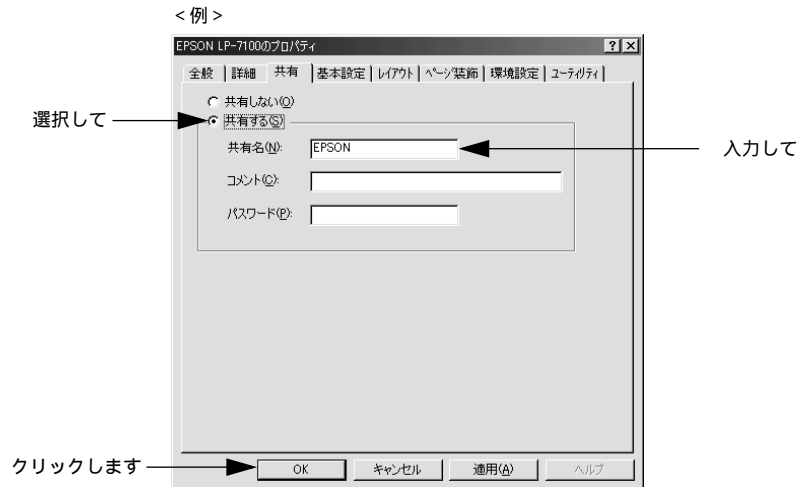 <例>
EPSON LP-7100のプロパティ
全般 詳細 共有 基本設定 レイアウト ページ装飾 環境設定 ユーティリティ
共有しない(O)
選択して 共有する(S)
共有名(N): EPSON 入力して
コメント(C):
パスワード(P):
クリックします OK キャンセル 適用(A) ヘルプ